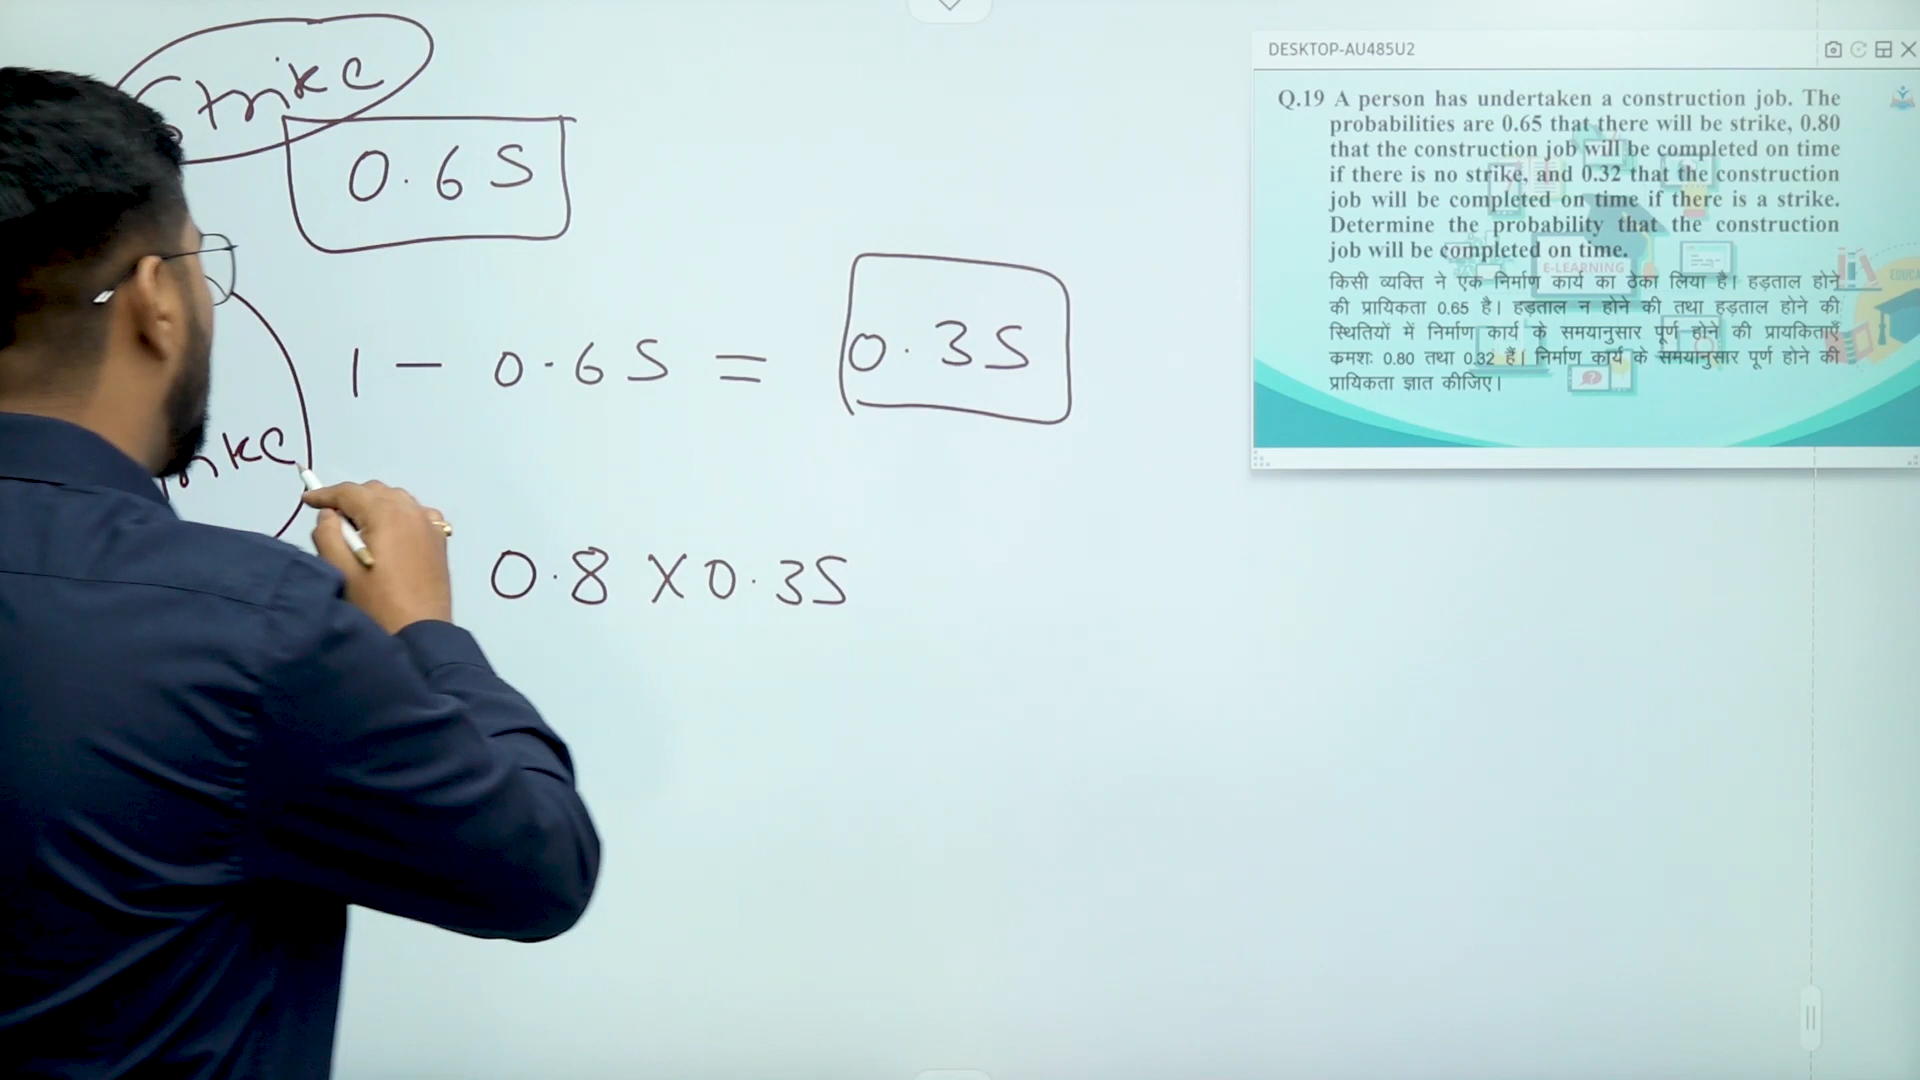 Strike
0.65
1 - 0.65 = 0.35
0.8 X 0.35
DESKTOP-AU485U2
Q.19 A person has undertaken a construction job. The
probabilities are 0.65 that there will be strike, 0.80
that the construction job will be completed on time
if there is no strike, and 0.32 that the construction
job will be completed on time if there is a strike.
Determine the probability that the construction
job will be completed on time.
E-LEARNING
किसी व्यक्ति ने एक निर्माण कार्य का ठेका लिया है। हड़ताल होने
की प्रायिकता 0.65 है। हड़ताल न होने की तथा हड़ताल होने की
स्थितियों में निर्माण कार्य के समयानुसार पूर्ण होने की प्रायकिताएँ
क्रमशः 0.80 तथा 0.32 हैं। निर्माण कार्य के समयानुसार पूर्ण होने की
प्रायिकता ज्ञात कीजिए।